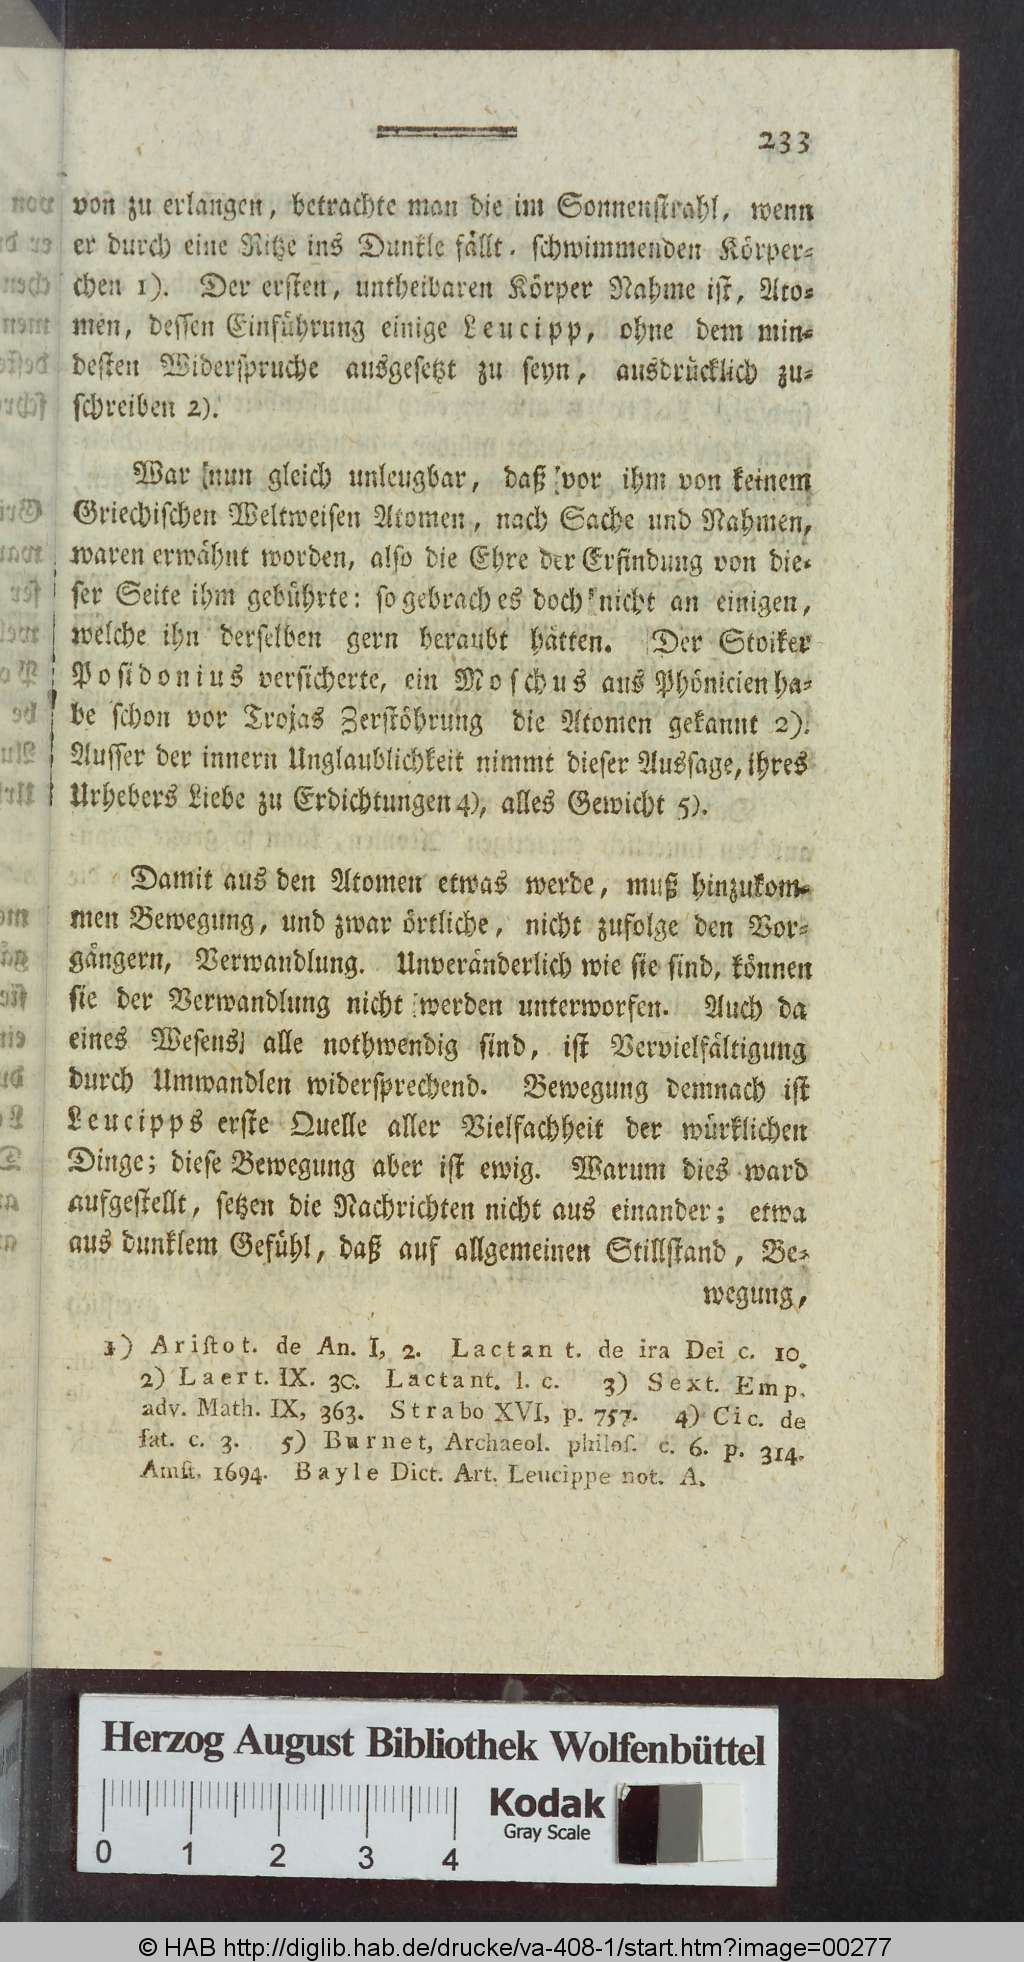 233
von zu erlangen, betrachte man die im Sonnenstrahl, wenn
er durch eine Ritze ins Dunkle fällt, schwimmenden Körper-
chen 1). Der ersten, untheibaren Körper Nahme ist, Ato-
men, dessen Einführung einige Leucipp, ohne dem min-
desten Widerspruche ausgesetzt zu seyn, ausdrücklich zu-
schreiben 2).
War nun gleich unleugbar, daß vor ihm von keinem
Griechischen Weltweisen Atomen, nach Sache und Nahmen,
waren erwähnt worden, also die Ehre der Erfindung von die-
ser Seite ihm gebührte: so gebrach es doch nicht an einigen,
welche ihn derselben gern beraubt hätten. Der Stoiker
Posidonius versicherte, ein Moschus aus Phönicien ha-
be schon vor Trojas Zerstöhrung die Atomen gekannt 2).
Ausser der innern Unglaublichkeit nimmt dieser Aussage, ihres
Urhebers Liebe zu Erdichtungen 4), alles Gewicht 5).
Damit aus den Atomen etwas werde, muß hinzukom-
men Bewegung, und zwar örtliche, nicht zufolge den Vor-
gängern, Verwandlung. Unveränderlich wie sie sind, können
sie der Verwandlung nicht werden unterworfen. Auch da
eines Wesens alle nothwendig sind, ist Vervielfältigung
durch Umwandlen widersprechend. Bewegung demnach ist
Leucipps erste Quelle aller Vielfachheit der würklichen
Dinge; diese Bewegung aber ist ewig. Warum dies ward
aufgestellt, setzen die Nachrichten nicht aus einander; etwa
aus dunklem Gefühl, daß auf allgemeinen Stillstand, Be-
wegung,
1) Aristot. de An. I, 2. Lactant. de ira Dei c. 10.
2) Laert. IX. 30. Lactant. l. c. 3) Sext. Emp.
adv. Math. IX, 363. Strabo XVI, p. 757. 4) Cic. de
fat. c. 3. 5) Burnet, Archaeol. philos. c. 6. p. 314.
Amst. 1694. Bayle Dict. Art. Leucippe not. A.
Herzog August Bibliothek Wolfenbüttel
Kodak
Gray Scale
0 1 2 3 4
© HAB http://diglib.hab.de/drucke/va-408-1/start.htm?image=00277